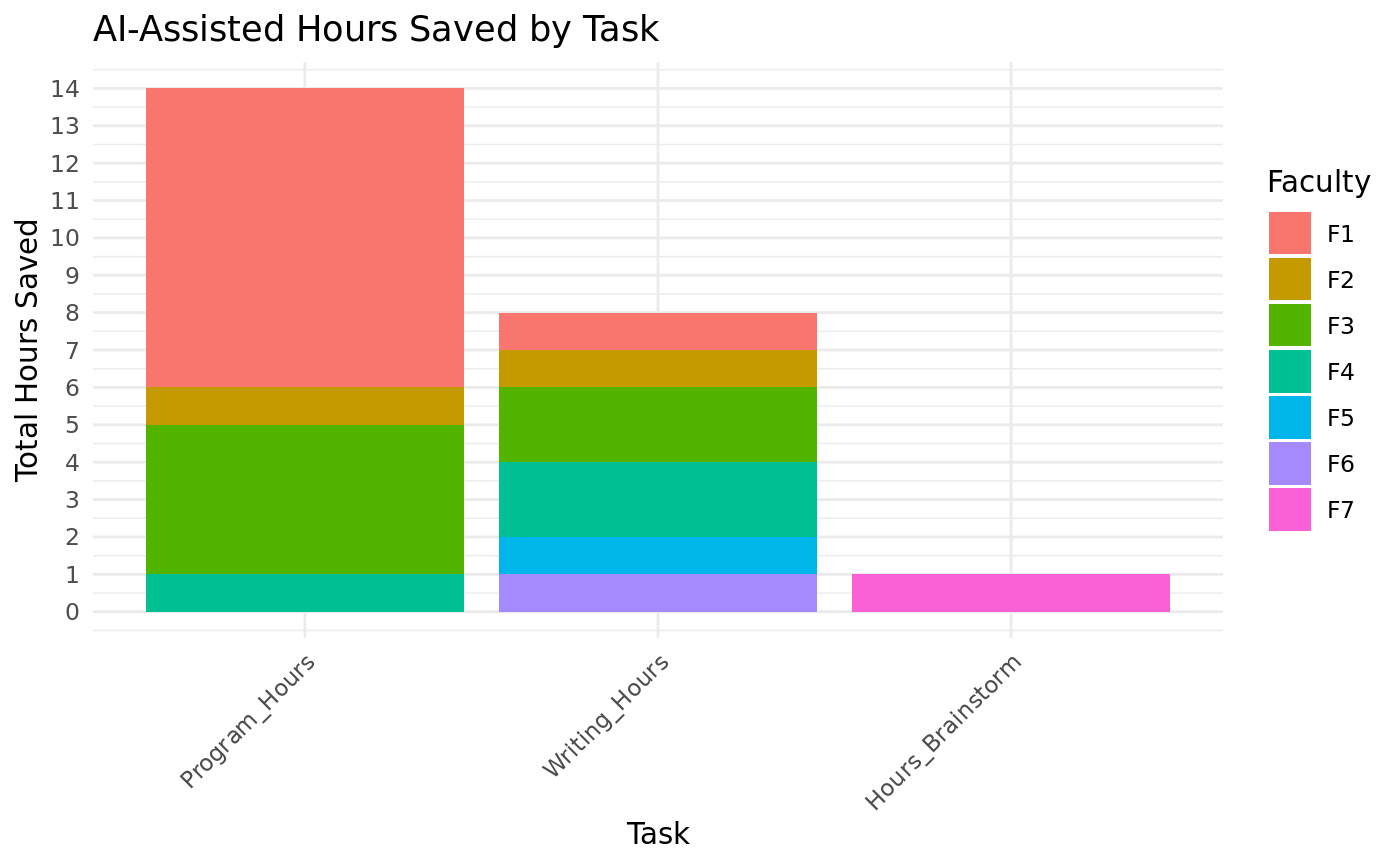 AI-Assisted Hours Saved by Task
Total Hours Saved
14
13
12
11
10
9
8
7
6
5
4
3
2
1
0
Program_Hours
Writing_Hours
Hours_Brainstorm
Task
Faculty
F1
F2
F3
F4
F5
F6
F7